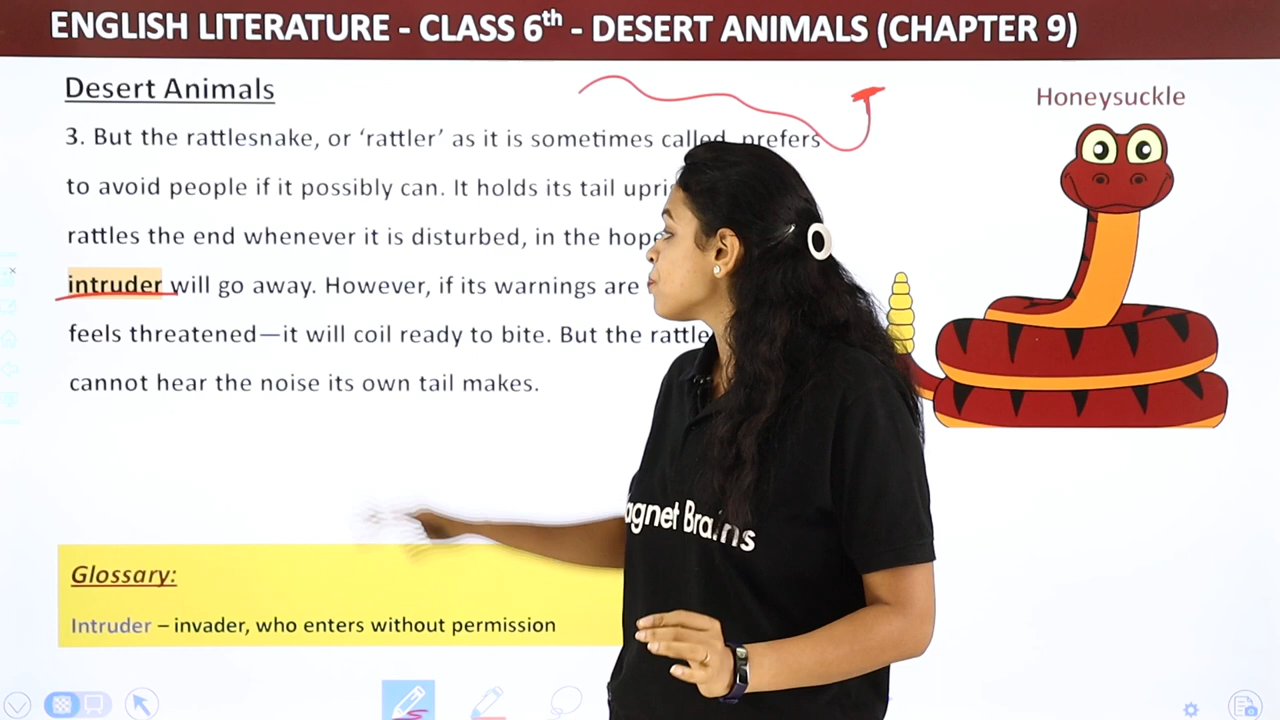 ENGLISH LITERATURE - CLASS 6th - DESERT ANIMALS (CHAPTER 9)
Desert Animals
Honeysuckle
3. But the rattlesnake, or ‘rattler’ as it is sometimes called, prefers
to avoid people if it possibly can. It holds its tail
rattles the end whenever it is disturbed, in the
intruder will go away. However, if its warnings are
feels threatened—it will coil ready to bite. But the
cannot hear the noise its own tail makes.
agnet Brains
Glossary:
Intruder – invader, who enters without permission